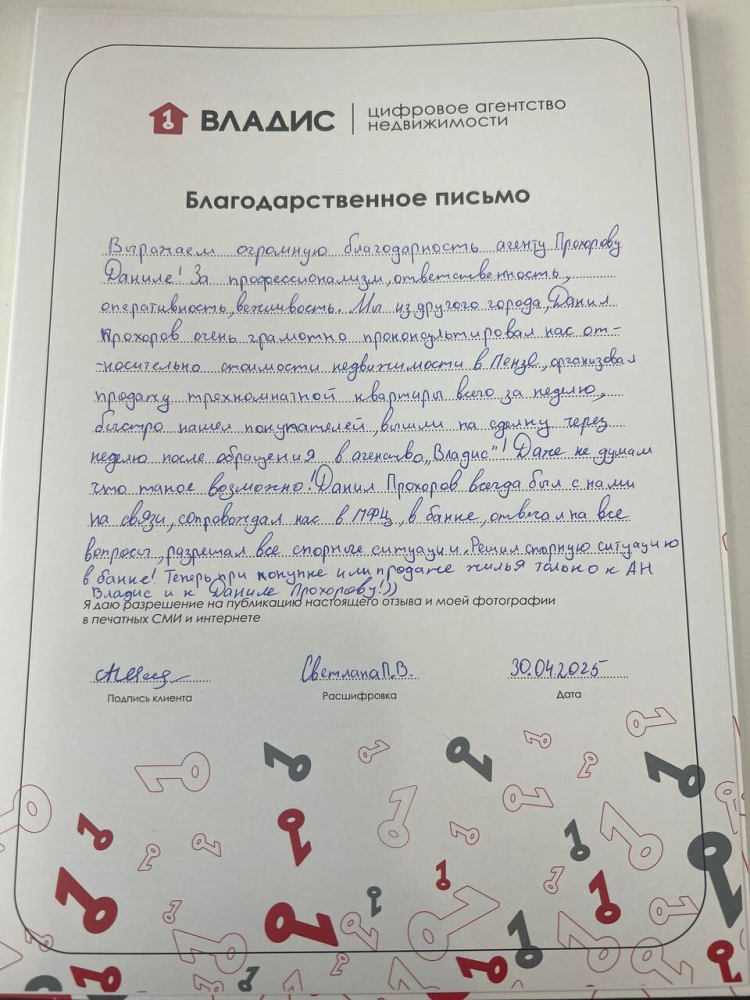 ВЛАДИС
цифровое агентство
недвижимости
Благодарственное письмо
Выражаем огромную благодарность агенту Прохорову
Даниле! За профессионализм, ответственность,
оперативность, вежливость. Мы из другого города, Данил
Прохоров очень грамотно проконсультировал нас от-
-носительно стоимости недвижимости в Пензе, организовал
продажу трехкомнатной квартиры всего за неделю,
быстро нашел покупателей, вышли на сделку через
неделю после обращения в агенство „Владис"! Даже не думали
что такое возможно! Данил Прохоров всегда был с нами
на связи, сопровождал нас в МФЦ, в банке, отвечал на все
вопросы, разрешал все спорные ситуации. Решил спорную ситуацию
в банке! Теперь при покупке или продаже жилья только к АН
Владис и к Даниле Прохорову!))
Я даю разрешение на публикацию настоящего отзыва и моей фотографии
в печатных СМИ и интернете
Светлана П.В. 30.04.2025
Подпись клиента Расшифровка Дата